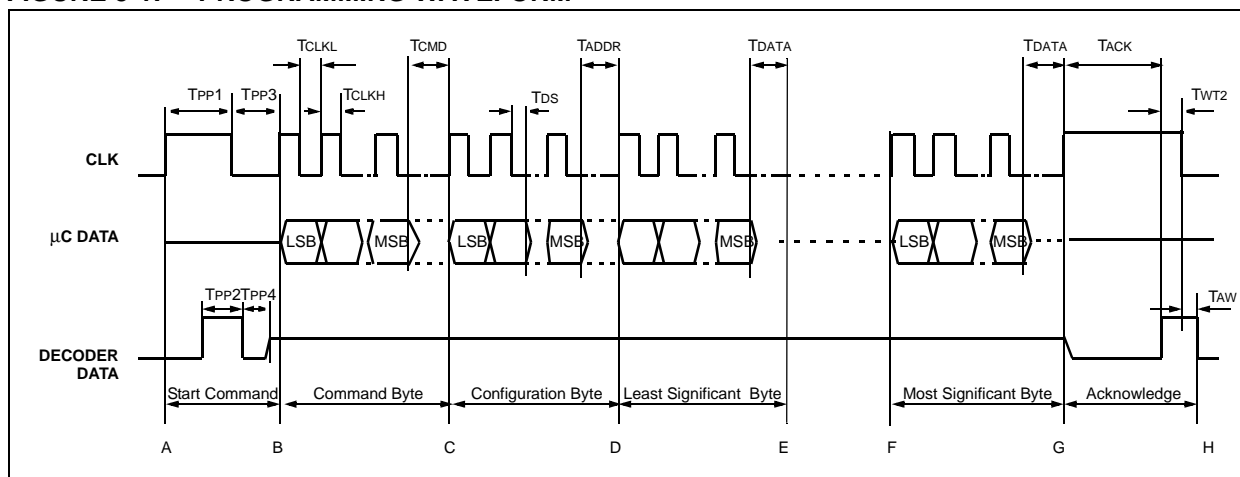 FIGURE PROGRAMMING WAVEFORM
TCLKL TCMD TADDR TDATA TDATA TACK
TPP1 TPP3 TCLKH TDS TWT2
CLK
µC DATA
LSB MSB LSB MSB MSB LSB MSB
TPP2 TPP4 TAW
DECODER
DATA
Start Command Command Byte Configuration Byte Least Significant Byte Most Significant Byte Acknowledge
A B C D E F G H